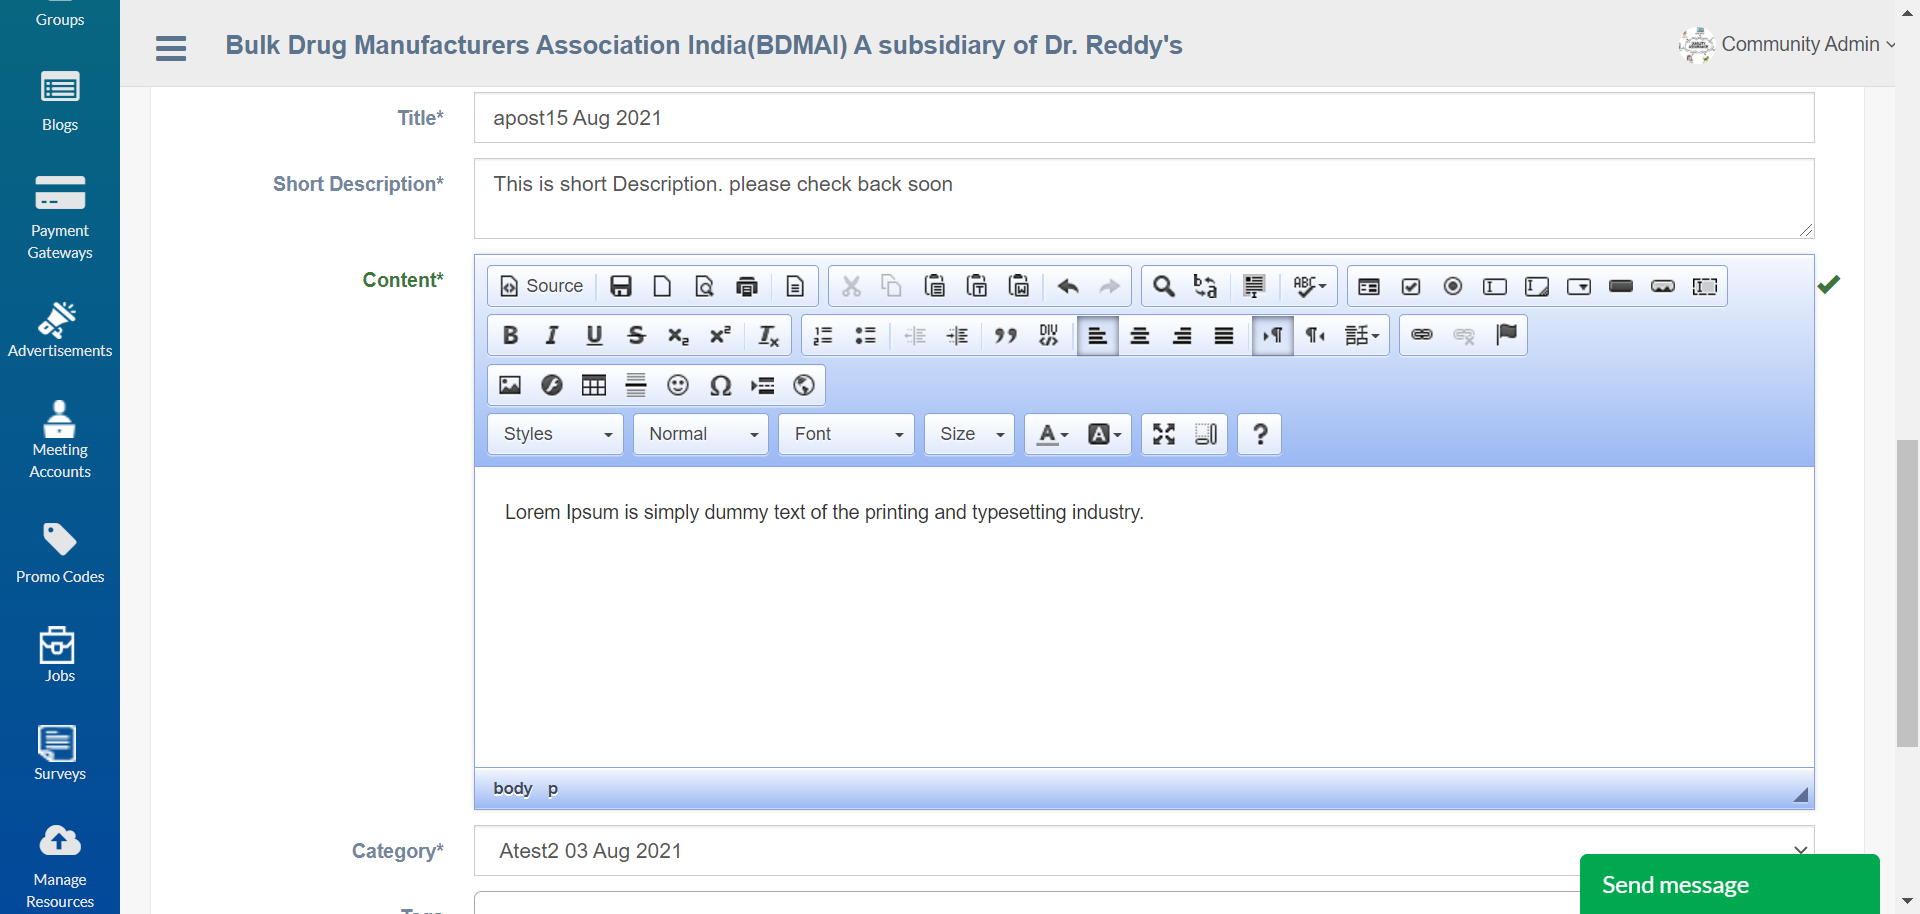 Groups
Blogs
Payment
Gateways
Advertisements
Meeting
Accounts
Promo Codes
Jobs
Surveys
Manage
Resources
Bulk Drug Manufacturers Association India(BDMAI) A subsidiary of Dr. Reddy's
Community Admin
Title*
apost15 Aug 2021
Short Description*
This is short Description. please check back soon
Content*
Source
Styles
Normal
Font
Size
Lorem Ipsum is simply dummy text of the printing and typesetting industry.
body p
Category*
Atest2 03 Aug 2021
Send message